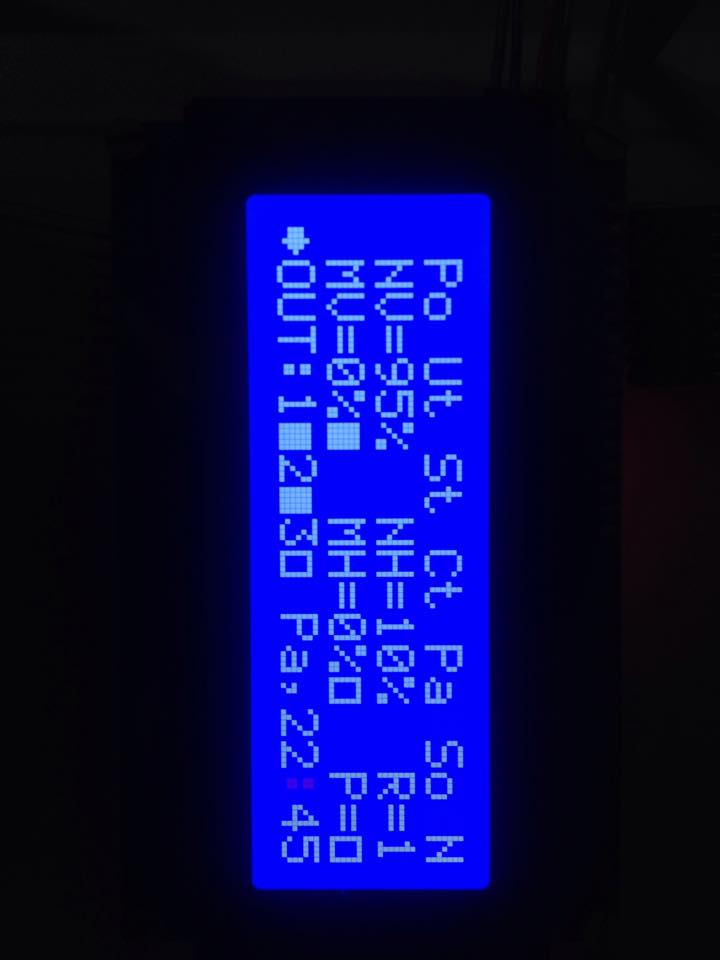 Po Ut St Ct Pa So N
NV=95% NH=10% R=1
MV=0%■ MH=0%□ P=□
➧OUT:1■2■3□ Pa,22:45